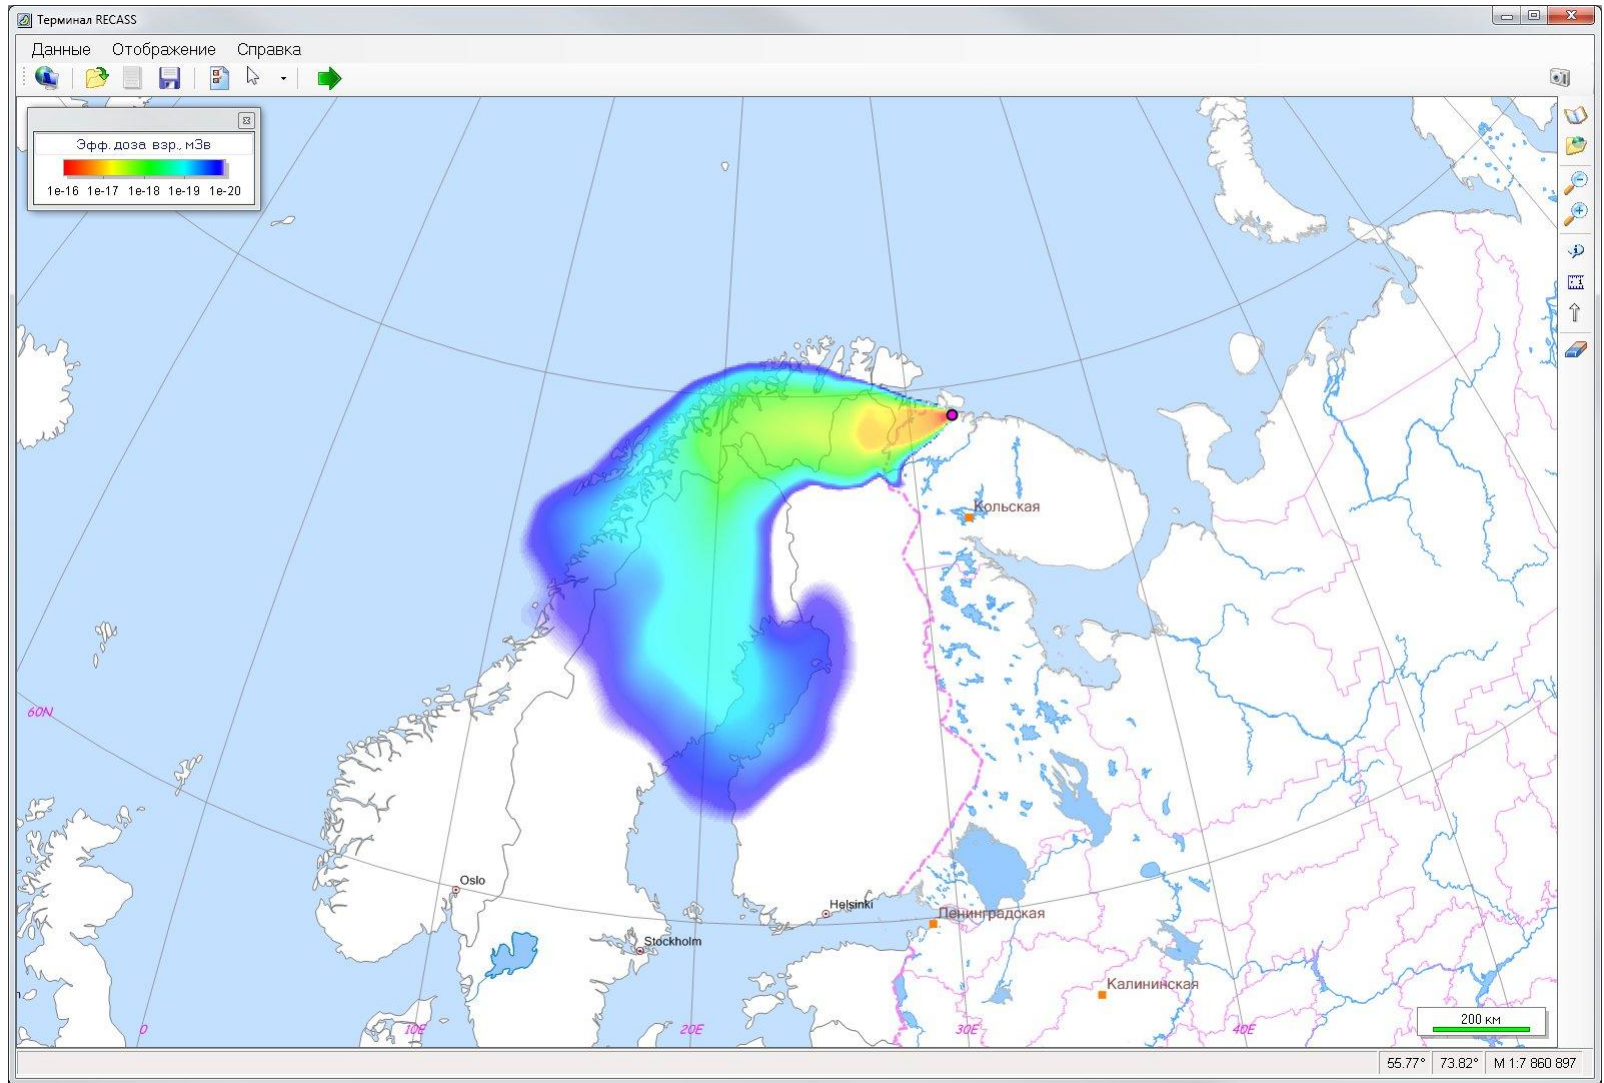 Терминал RECASS
Данные Отображение Справка
Эфф. доза взр., мЗв
1e-16 1e-17 1e-18 1e-19 1e-20
Кольская
60N
Oslo
Helsinki
Ленинградская
Stockholm
Калининская
0 10E 20E 30E 40E
200 км
55.77° 73.82° М 1:7 860 897